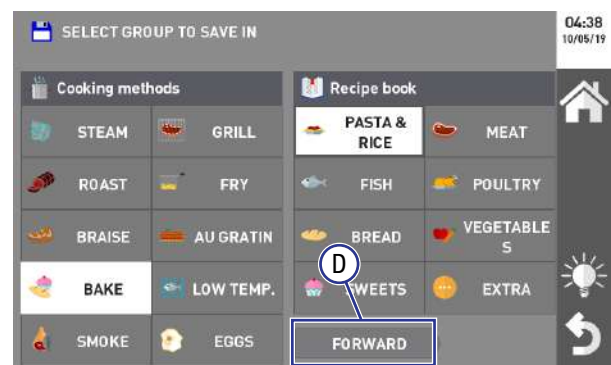 SELECT GROUP TO SAVE IN
04:38
10/05/19
Cooking methods
Recipe book
STEAM
GRILL
PASTA &
RICE
MEAT
ROAST
FRY
FISH
POULTRY
BRAISE
AU GRATIN
BREAD
VEGETABLE
S
D
BAKE
LOW TEMP.
SWEETS
EXTRA
SMOKE
EGGS
FORWARD